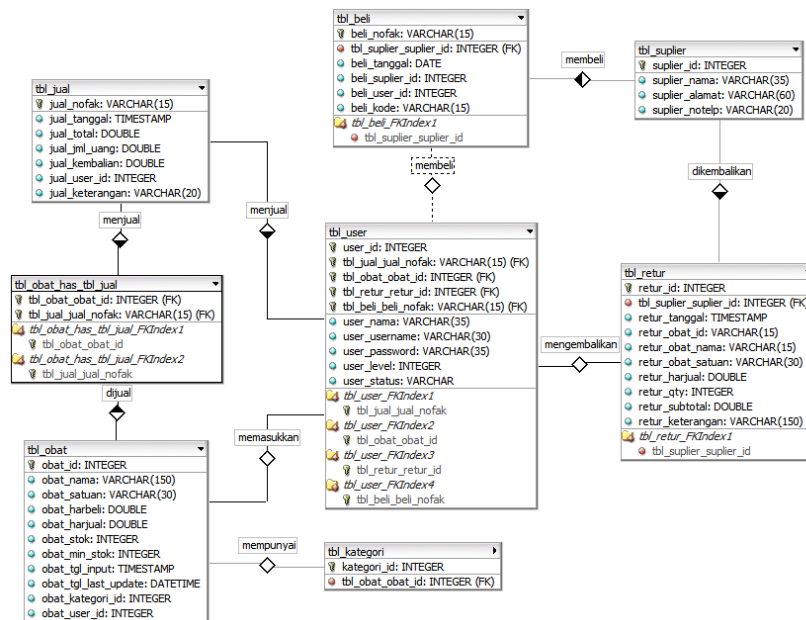 tbl_beli
beli_nofak: VARCHAR(15)
tbl_suplier_suplier_id: INTEGER (FK)
beli_tanggal: DATE
beli_suplier_id: INTEGER
beli_user_id: INTEGER
beli_kode: VARCHAR(15)
tbl_beli_FKIndex1
tbl_suplier_suplier_id
membeli
tbl_suplier
suplier_id: INTEGER
suplier_nama: VARCHAR(35)
suplier_alamat: VARCHAR(60)
suplier_notelp: VARCHAR(20)
tbl_jual
jual_nofak: VARCHAR(15)
jual_tanggal: TIMESTAMP
jual_total: DOUBLE
jual_jml_uang: DOUBLE
jual_kembalian: DOUBLE
jual_user_id: INTEGER
jual_keterangan: VARCHAR(20)
membeli
dikembalikan
menjual
menjual
tbl_user
user_id: INTEGER
tbl_jual_jual_nofak: VARCHAR(15) (FK)
tbl_obat_obat_id: INTEGER (FK)
tbl_retur_retur_id: INTEGER (FK)
tbl_beli_beli_nofak: VARCHAR(15) (FK)
user_nama: VARCHAR(35)
user_username: VARCHAR(30)
user_password: VARCHAR(35)
user_level: INTEGER
user_status: VARCHAR
tbl_user_FKIndex1
tbl_jual_jual_nofak
tbl_user_FKIndex2
tbl_obat_obat_id
tbl_user_FKIndex3
tbl_retur_retur_id
tbl_user_FKIndex4
tbl_beli_beli_nofak
tbl_obat_has_tbl_jual
tbl_obat_obat_id: INTEGER (FK)
tbl_jual_jual_nofak: VARCHAR(15) (FK)
tbl_obat_has_tbl_jual_FKIndex1
tbl_obat_obat_id
tbl_obat_has_tbl_jual_FKIndex2
tbl_jual_jual_nofak
mengembalikan
tbl_retur
retur_id: INTEGER
tbl_suplier_suplier_id: INTEGER (FK)
retur_tanggal: TIMESTAMP
retur_obat_id: VARCHAR(15)
retur_obat_nama: VARCHAR(15)
retur_obat_satuan: VARCHAR(30)
retur_harjual: DOUBLE
retur_qty: INTEGER
retur_subtotal: DOUBLE
retur_keterangan: VARCHAR(150)
tbl_retur_FKIndex1
tbl_suplier_suplier_id
dijual
memasukkan
tbl_obat
obat_id: INTEGER
obat_nama: VARCHAR(150)
obat_satuan: VARCHAR(30)
obat_harbeli: DOUBLE
obat_harjual: DOUBLE
obat_stok: INTEGER
obat_min_stok: INTEGER
obat_tgl_input: TIMESTAMP
obat_tgl_last_update: DATETIME
obat_kategori_id: INTEGER
obat_user_id: INTEGER
mempunyai
tbl_kategori
kategori_id: INTEGER
tbl_obat_obat_id: INTEGER (FK)